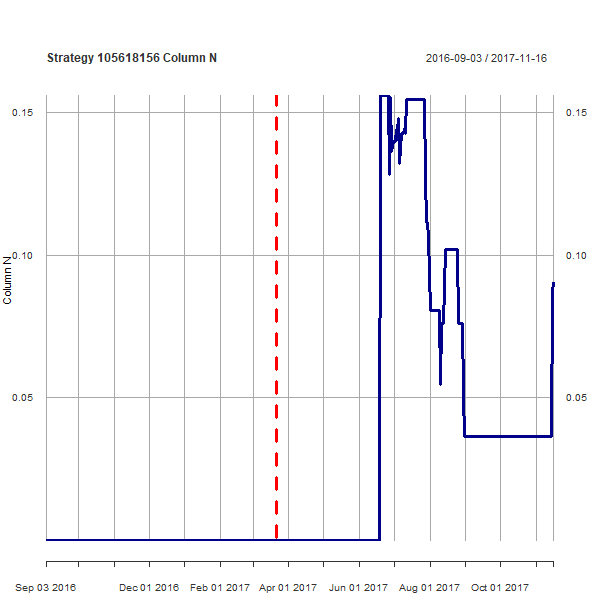 Strategy 105618156 Column N
2016-09-03 / 2017-11-16
0.15
0.15
0.10
0.10
Column N
0.05
0.05
Sep 03 2016
Dec 01 2016
Feb 01 2017
Apr 01 2017
Jun 01 2017
Aug 01 2017
Oct 01 2017